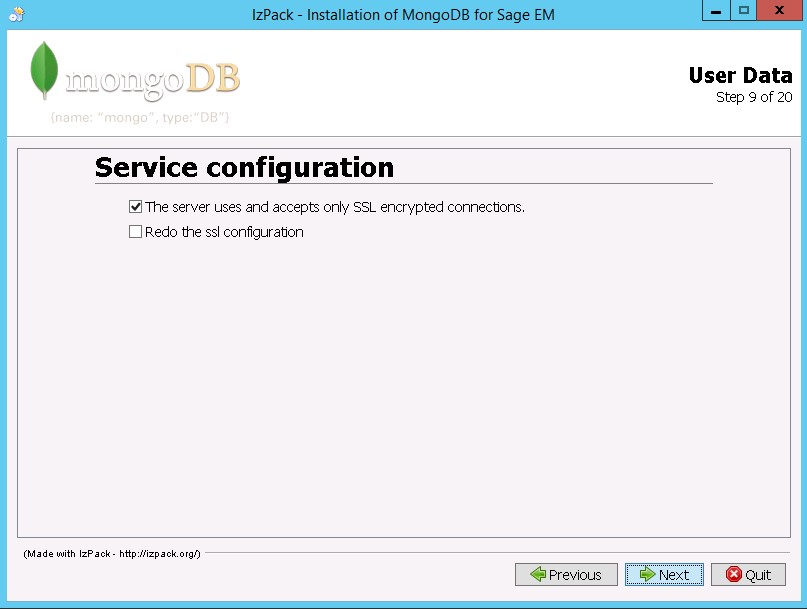 IzPack - Installation of MongoDB for Sage EM
mongoDB
{name: "mongo", type:"DB"}
User Data
Step 9 of 20
Service configuration
The server uses and accepts only SSL encrypted connections.
Redo the ssl configuration
(Made with IzPack - http://izpack.org/)
Previous
Next
Quit